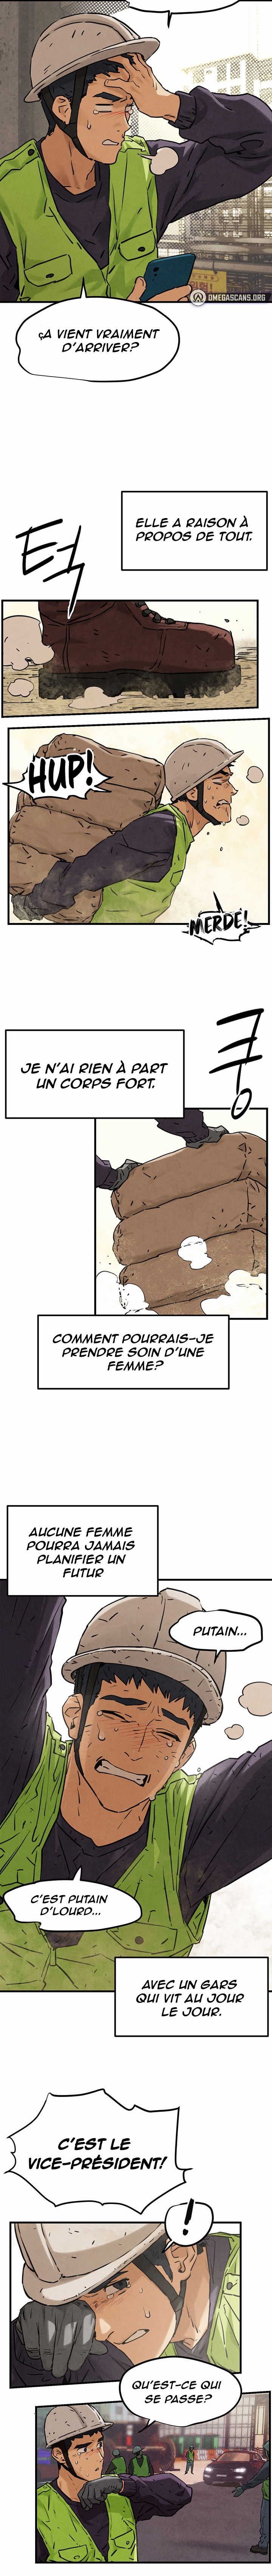 OMEGASCANS.ORG
ÇA VIENT VRAIMENT
D'ARRIVER?
ELLE A RAISON À
PROPOS DE TOUT.
HUP!
MERDE!
JE N'AI RIEN À PART
UN CORPS FORT.
COMMENT POURRAIS-JE
PRENDRE SOIN D'UNE
FEMME?
AUCUNE FEMME
POURRA JAMAIS
PLANIFIER UN
FUTUR
PUTAIN...
C'EST PUTAIN
D'LOURD...
AVEC UN GARS
QUI VIT AU JOUR
LE JOUR.
C'EST LE
VICE-PRÉSIDENT!
!
QU'EST-CE QUI
SE PASSE?